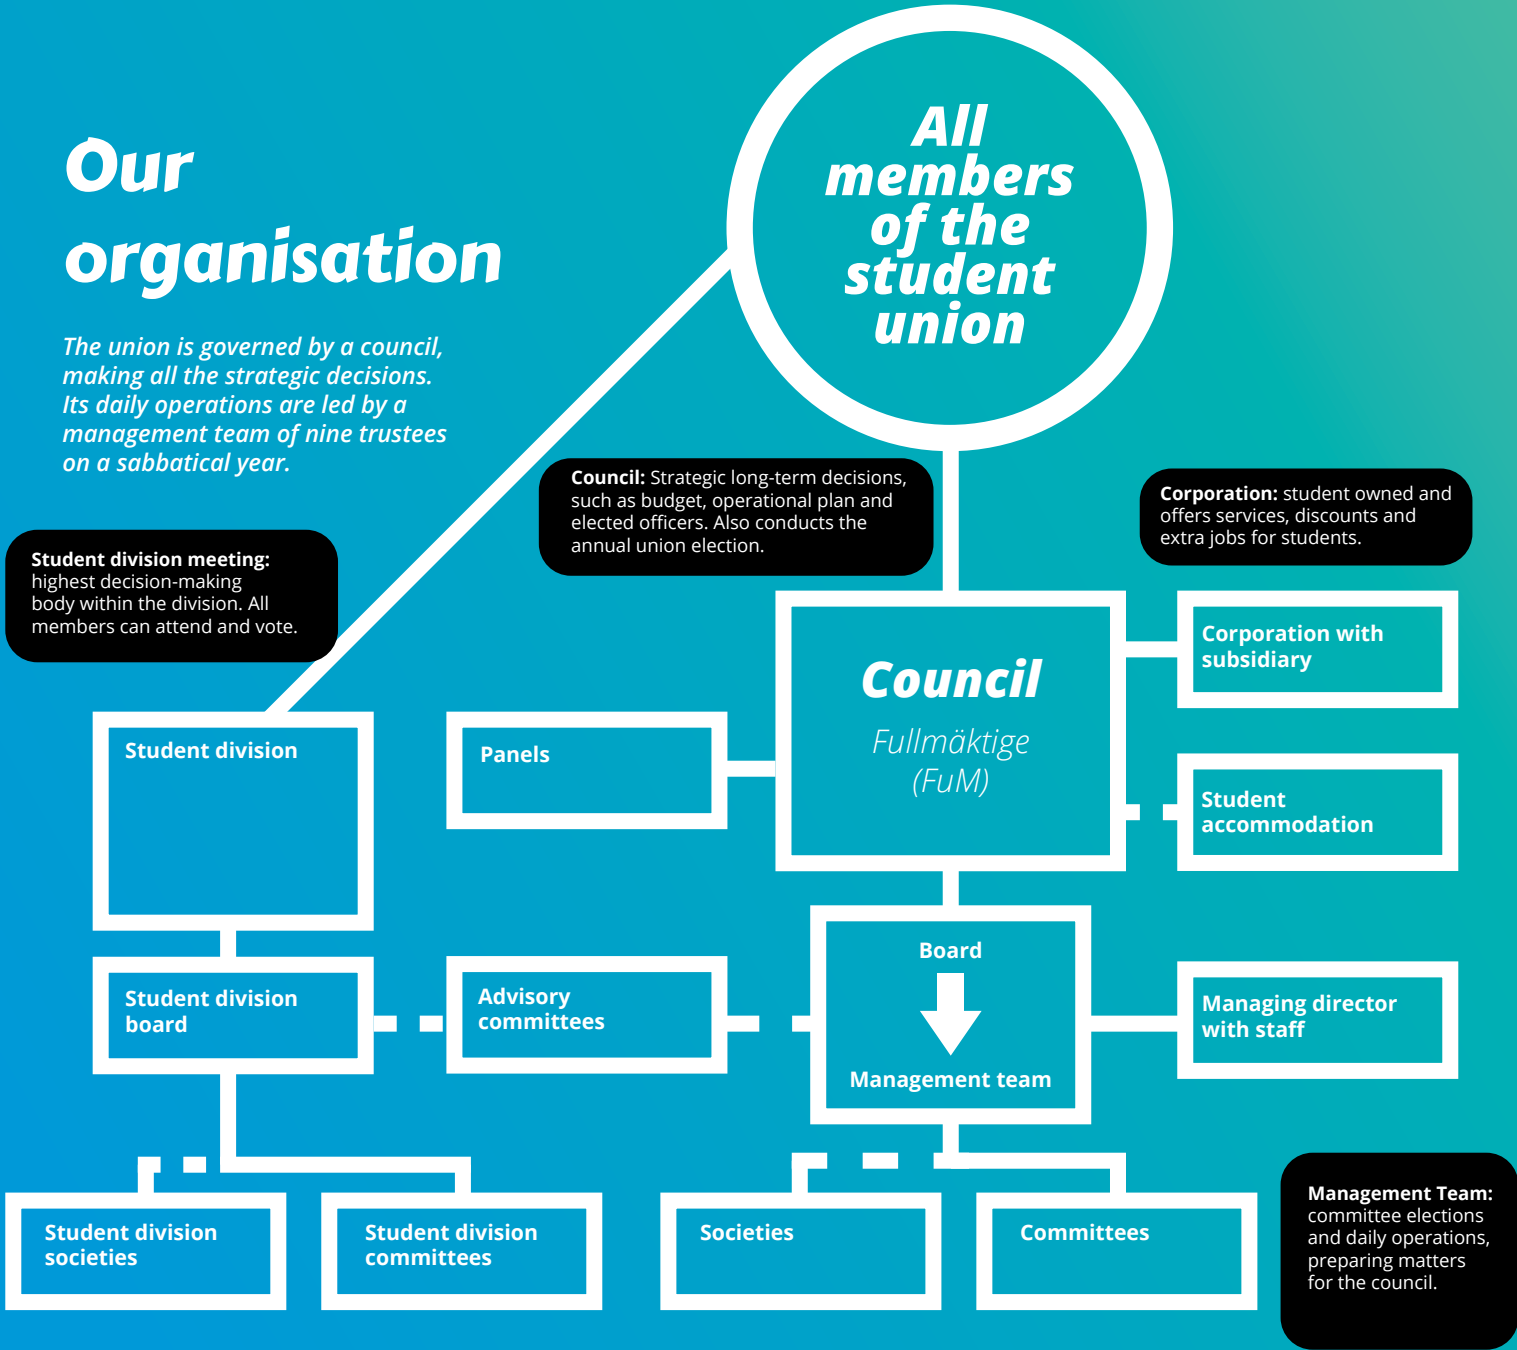 Our
organisation
The union is governed by a council,
making all the strategic decisions.
Its daily operations are led by a
management team of nine trustees
on a sabbatical year.
All
members
of the
student
union
Student division meeting:
highest decision-making
body within the division. All
members can attend and vote.
Council: Strategic long-term decisions,
such as budget, operational plan and
elected officers. Also conducts the
annual union election.
Corporation: student owned and
offers services, discounts and
extra jobs for students.
Student division
Panels
Council
Fullmäktige
(FuM)
Corporation with
subsidiary
Student
accommodation
Student division
board
Advisory
committees
Board
Management team
Managing director
with staff
Student division
societies
Student division
committees
Societies
Committees
Management Team:
committee elections
and daily operations,
preparing matters
for the council.